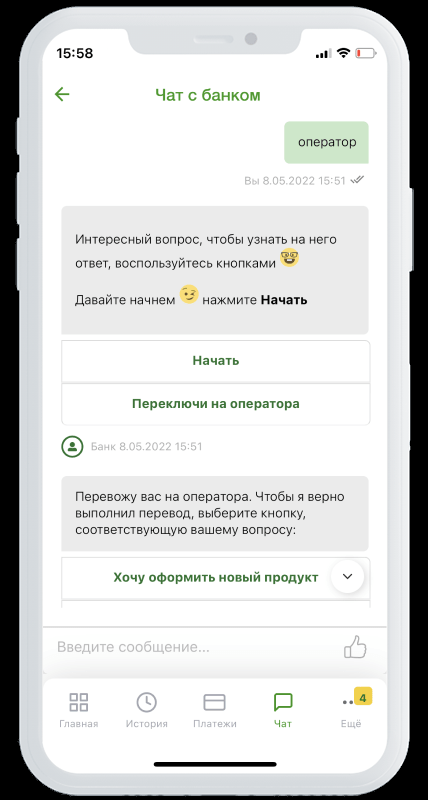 15:58
Чат с банком
оператор
Вы 8.05.2022 15:51
Интересный вопрос, чтобы узнать на него
ответ, воспользуйтесь кнопками
Давайте начнем нажмите Начать
Начать
Переключи на оператора
Банк 8.05.2022 15:51
Перевожу вас на оператора. Чтобы я верно
выполнил перевод, выберите кнопку,
соответствующую вашему вопросу:
Хочу оформить новый продукт
Введите сообщение...
4
Главная История Платежи Чат Ещё